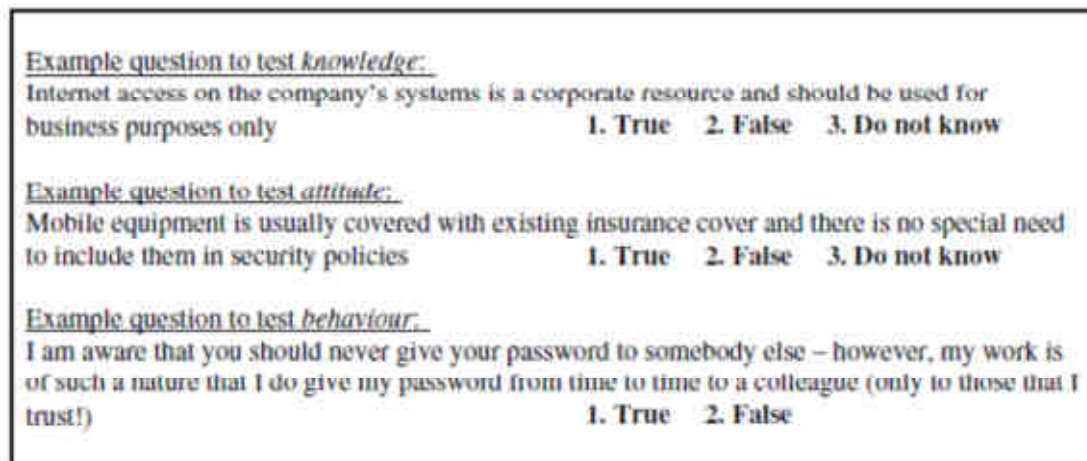 Example question to test knowledge:
Internet access on the company's systems is a corporate resource and should be used for
business purposes only 1. True 2. False 3. Do not know
Example question to test attitude:
Mobile equipment is usually covered with existing insurance cover and there is no special need
to include them in security policies 1. True 2. False 3. Do not know
Example question to test behaviour:
I am aware that you should never give your password to somebody else – however, my work is
of such a nature that I do give my password from time to time to a colleague (only to those that I
trust!) 1. True 2. False